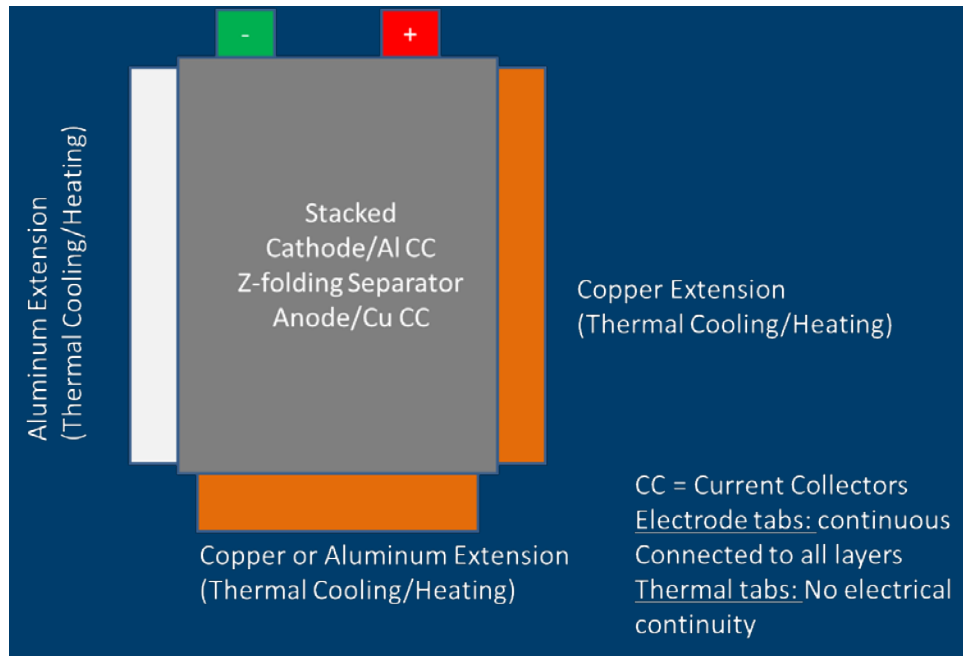 -
+
Aluminum Extension
(Thermal Cooling/Heating)
Stacked
Cathode/Al CC
Z-folding Separator
Anode/Cu CC
Copper Extension
(Thermal Cooling/Heating)
Copper or Aluminum Extension
(Thermal Cooling/Heating)
CC = Current Collectors
Electrode tabs: continuous
Connected to all layers
Thermal tabs: No electrical
continuity